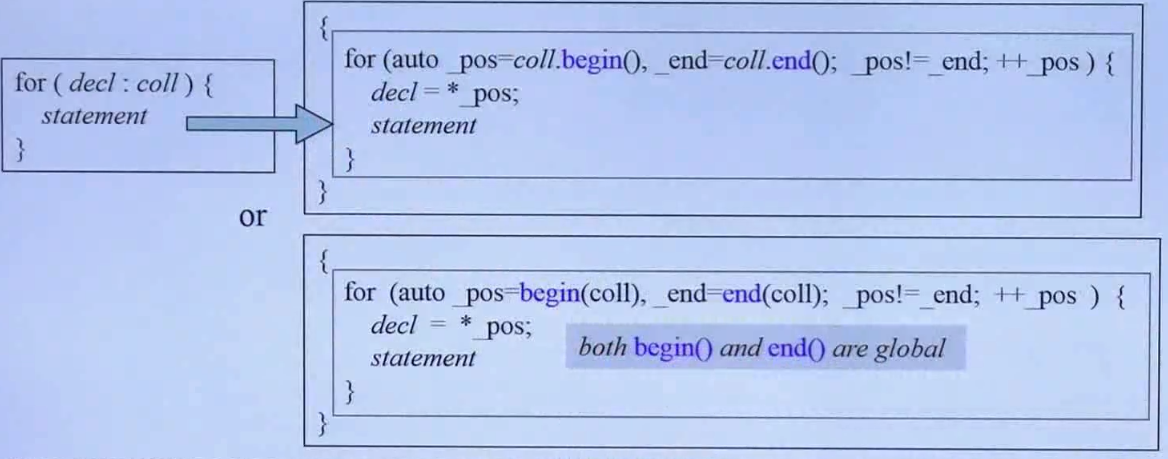 for ( decl : coll ) {
statement
}
{
for (auto _pos=coll.begin(), _end=coll.end(); _pos!=_end; ++_pos ) {
decl = *_pos;
statement
}
}
or
{
for (auto _pos=begin(coll), _end=end(coll); _pos!=_end; ++_pos ) {
decl = *_pos;
statement
both begin() and end() are global
}
}